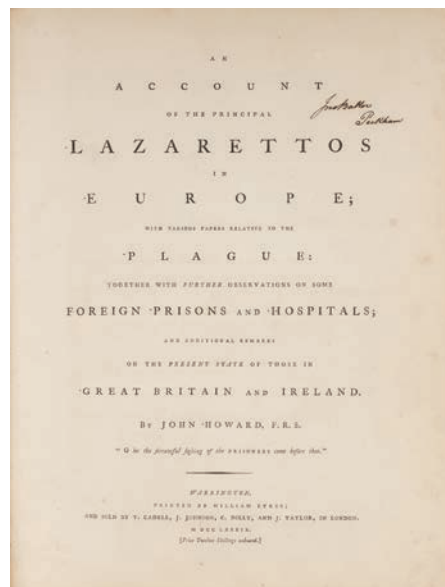 AN
ACCOUNT
OF THE PRINCIPAL
LAZARETTOS
IN
EUROPE;
WITH VARIOUS PAPERS RELATIVE TO THE
PLAGUE:
TOGETHER WITH FURTHER OBSERVATIONS ON SOME
FOREIGN PRISONS AND HOSPITALS;
AND ADDITIONAL REMARKS
ON THE PRESENT STATE OF THOSE IN
GREAT BRITAIN AND IRELAND.
BY JOHN HOWARD, F.R.S.
"O let the sorrowful sighing of the PRISONERS come before thee."
WARRINGTON,
PRINTED BY WILLIAM EYRES;
AND SOLD BY T. CADELL, J. JOHNSON, C. DILLY, AND J. TAYLOR, IN LONDON.
M DCC LXXXIX.
[Price Twelve Shillings unbound.]
Baker
Peckham